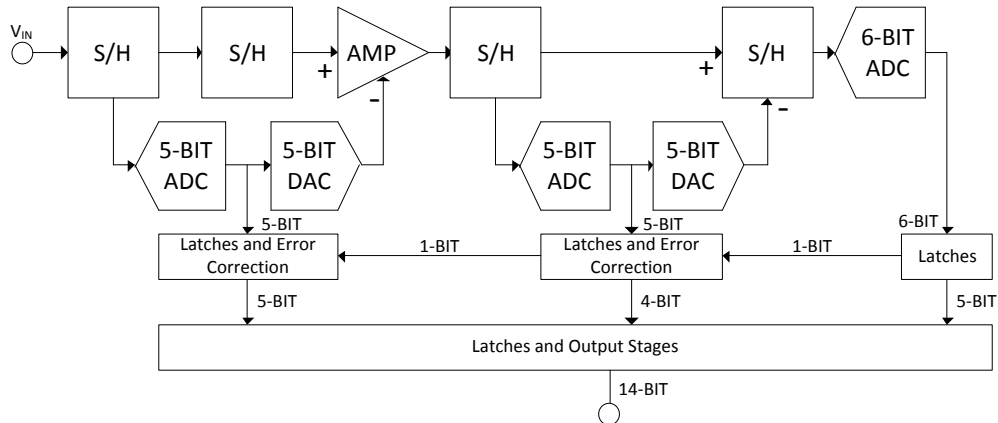 V_IN
S/H
S/H
+
AMP
-
S/H
+
S/H
-
6-BIT
ADC
5-BIT
ADC
5-BIT
DAC
5-BIT
ADC
5-BIT
DAC
5-BIT
5-BIT
6-BIT
Latches and Error
Correction
1-BIT
Latches and Error
Correction
1-BIT
Latches
5-BIT
4-BIT
5-BIT
Latches and Output Stages
14-BIT